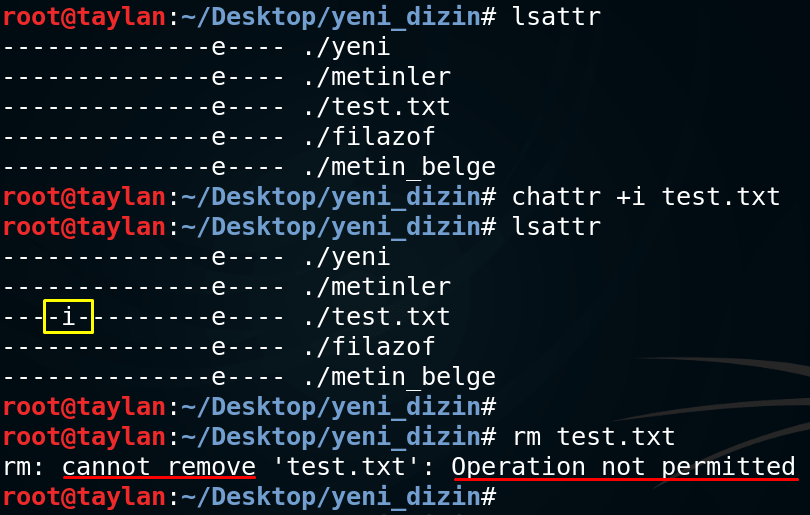 root@taylan:~/Desktop/yeni_dizin# lsattr
--------------e---- ./yeni
--------------e---- ./metinler
--------------e---- ./test.txt
--------------e---- ./filazof
--------------e---- ./metin_belge
root@taylan:~/Desktop/yeni_dizin# chattr +i test.txt
root@taylan:~/Desktop/yeni_dizin# lsattr
--------------e---- ./yeni
--------------e---- ./metinler
----i---------e---- ./test.txt
--------------e---- ./filazof
--------------e---- ./metin_belge
root@taylan:~/Desktop/yeni_dizin#
root@taylan:~/Desktop/yeni_dizin# rm test.txt
rm: cannot remove 'test.txt': Operation not permitted
root@taylan:~/Desktop/yeni_dizin#